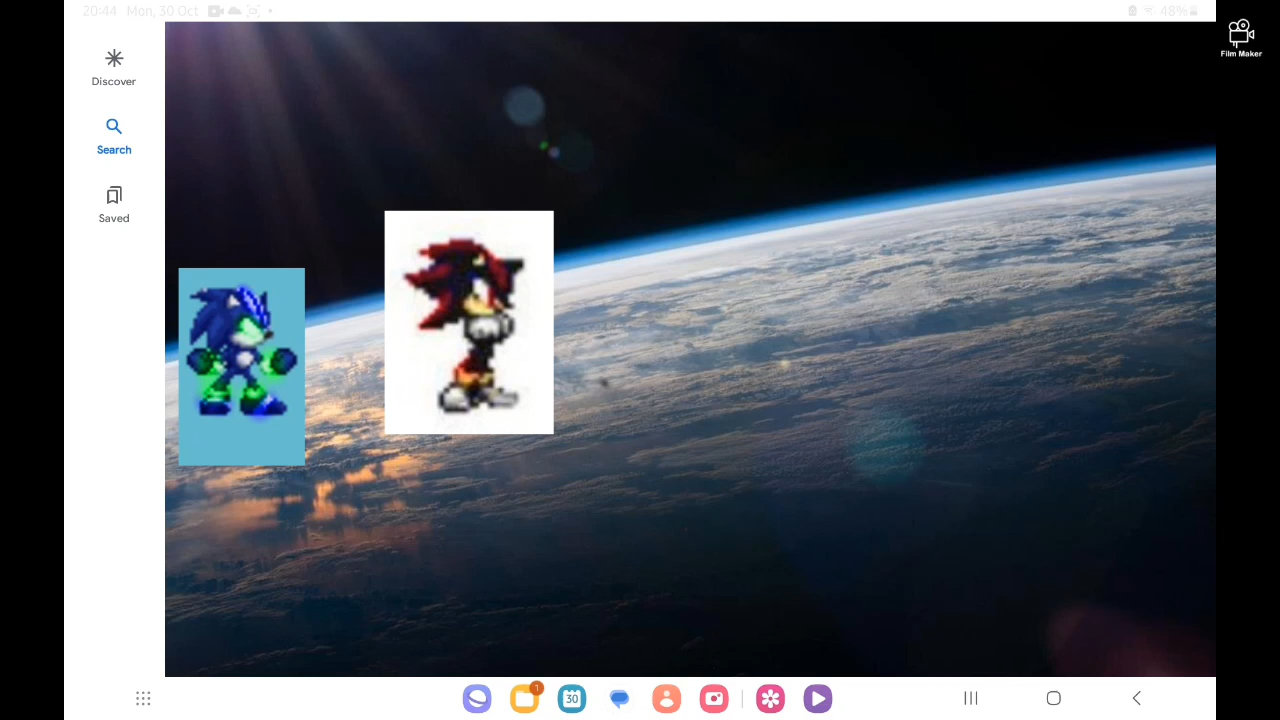 20:44 Mon, 30 Oct
48%
Film Maker
Discover
Search
Saved
1
30